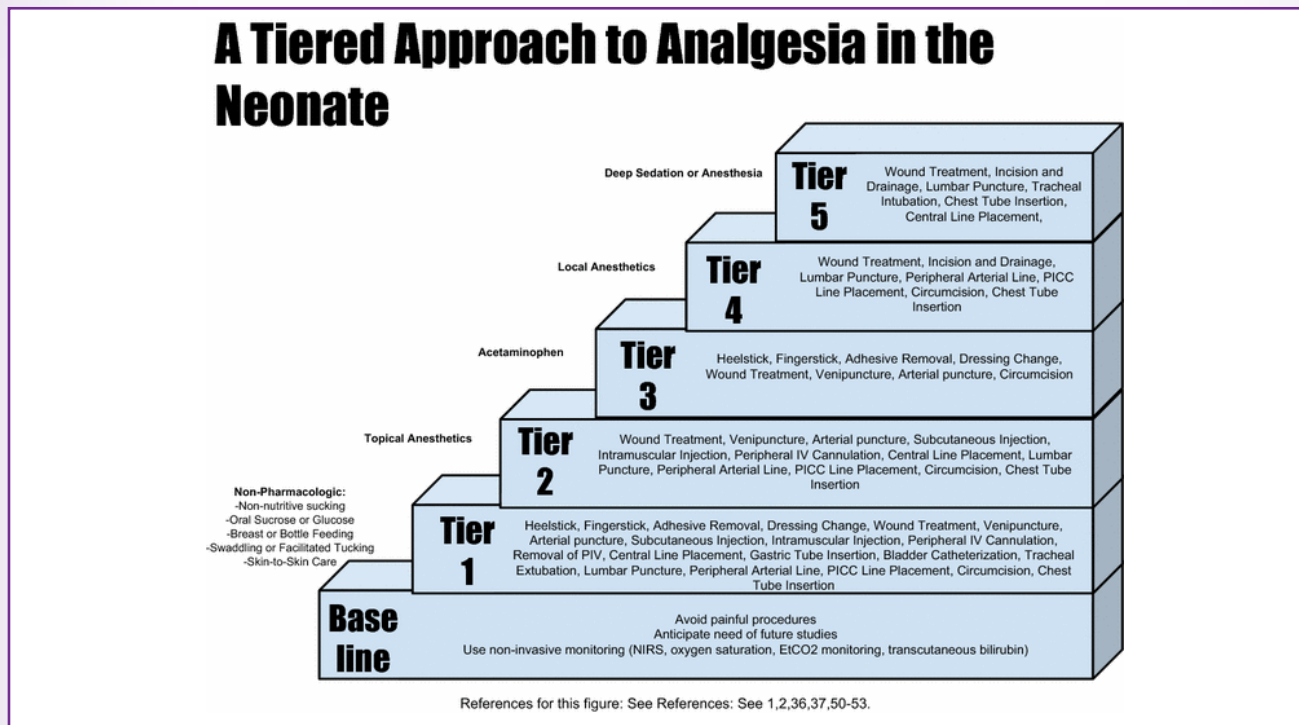 A Tiered Approach to Analgesia in the
Neonate
Deep Sedation or Anesthesia
Tier
5
Wound Treatment, Incision and
Drainage, Lumbar Puncture, Tracheal
Intubation, Chest Tube Insertion,
Central Line Placement,
Local Anesthetics
Tier
4
Wound Treatment, Incision and Drainage,
Lumbar Puncture, Peripheral Arterial Line, PICC
Line Placement, Circumcision, Chest Tube
Insertion
Acetaminophen
Tier
3
Heelstick, Fingerstick, Adhesive Removal, Dressing Change,
Wound Treatment, Venipuncture, Arterial puncture, Circumcision
Topical Anesthetics
Tier
2
Wound Treatment, Venipuncture, Arterial puncture, Subcutaneous Injection,
Intramuscular Injection, Peripheral IV Cannulation, Central Line Placement, Lumbar
Puncture, Peripheral Arterial Line, PICC Line Placement, Circumcision, Chest Tube
Insertion
Non-Pharmacologic:
-Non-nutritive sucking
-Oral Sucrose or Glucose
-Breast or Bottle Feeding
-Swaddling or Facilitated Tucking
-Skin-to-Skin Care
Tier
1
Heelstick, Fingerstick, Adhesive Removal, Dressing Change, Wound Treatment, Venipuncture,
Arterial puncture, Subcutaneous Injection, Intramuscular Injection, Peripheral IV Cannulation,
Removal of PIV, Central Line Placement, Gastric Tube Insertion, Bladder Catheterization, Tracheal
Extubation, Lumbar Puncture, Peripheral Arterial Line, PICC Line Placement, Circumcision, Chest
Tube Insertion
Base
line
Avoid painful procedures
Anticipate need of future studies
Use non-invasive monitoring (NIRS, oxygen saturation, EtCO2 monitoring, transcutaneous bilirubin)
References for this figure: See References: See 1,2,36,37,50-53.